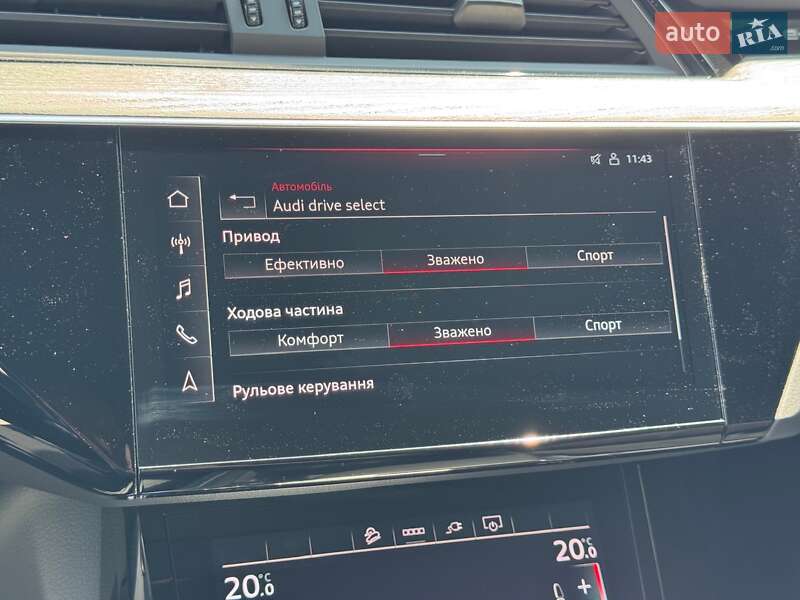 auto RIA .com
11:43
Автомобіль
Audi drive select
Привод
Ефективно Зважено Спорт
Ходова частина
Комфорт Зважено Спорт
Рульове керування
20.0 °C 20.0 °C
+